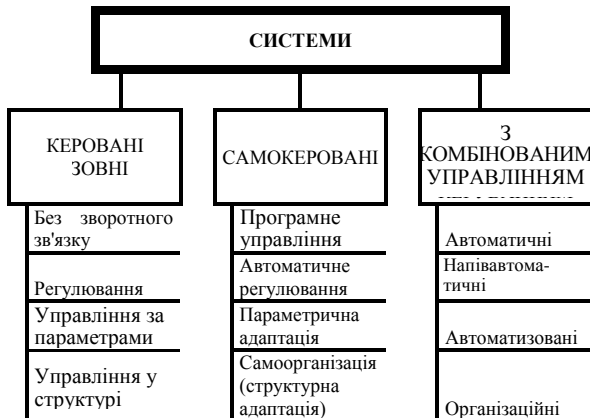 СИСТЕМИ
КЕРОВАНІ
ЗОВНІ
Без зворотного
зв'язку
Регулювання
Управління за
параметрами
Управління у
структурі
САМОКЕРОВАНІ
Програмне
управління
Автоматичне
регулювання
Параметрична
адаптація
Самоорганізація
(структурна
адаптація)
З
КОМБІНОВАНИМ
УПРАВЛІННЯМ
Автоматичні
Напівавтома-
тичні
Автоматизовані
Організаційні